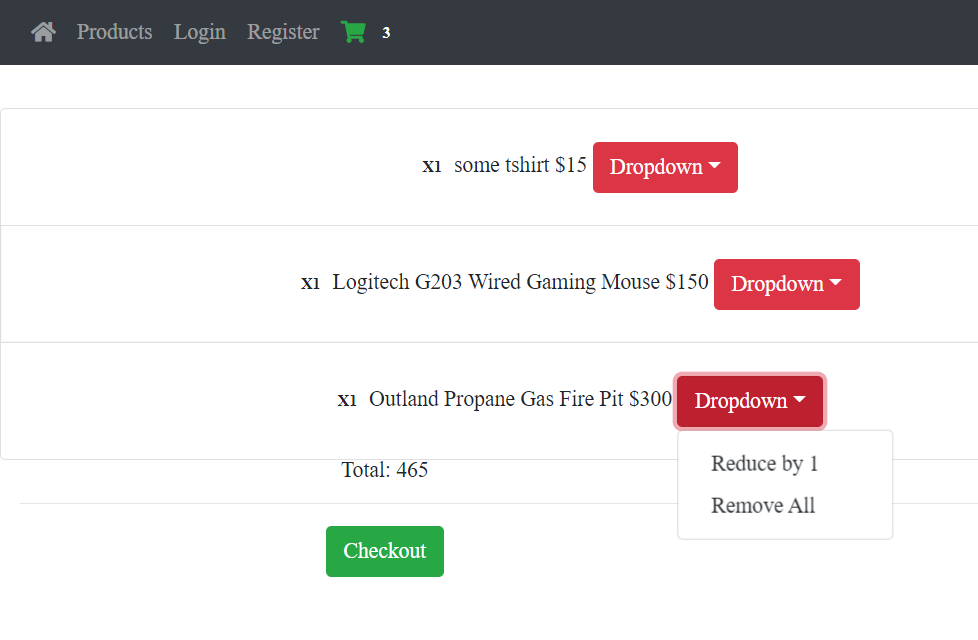 Products Login Register 3
X1 some tshirt $15 Dropdown
X1 Logitech G203 Wired Gaming Mouse $150 Dropdown
X1 Outland Propane Gas Fire Pit $300 Dropdown
Reduce by 1
Total: 465
Remove All
Checkout